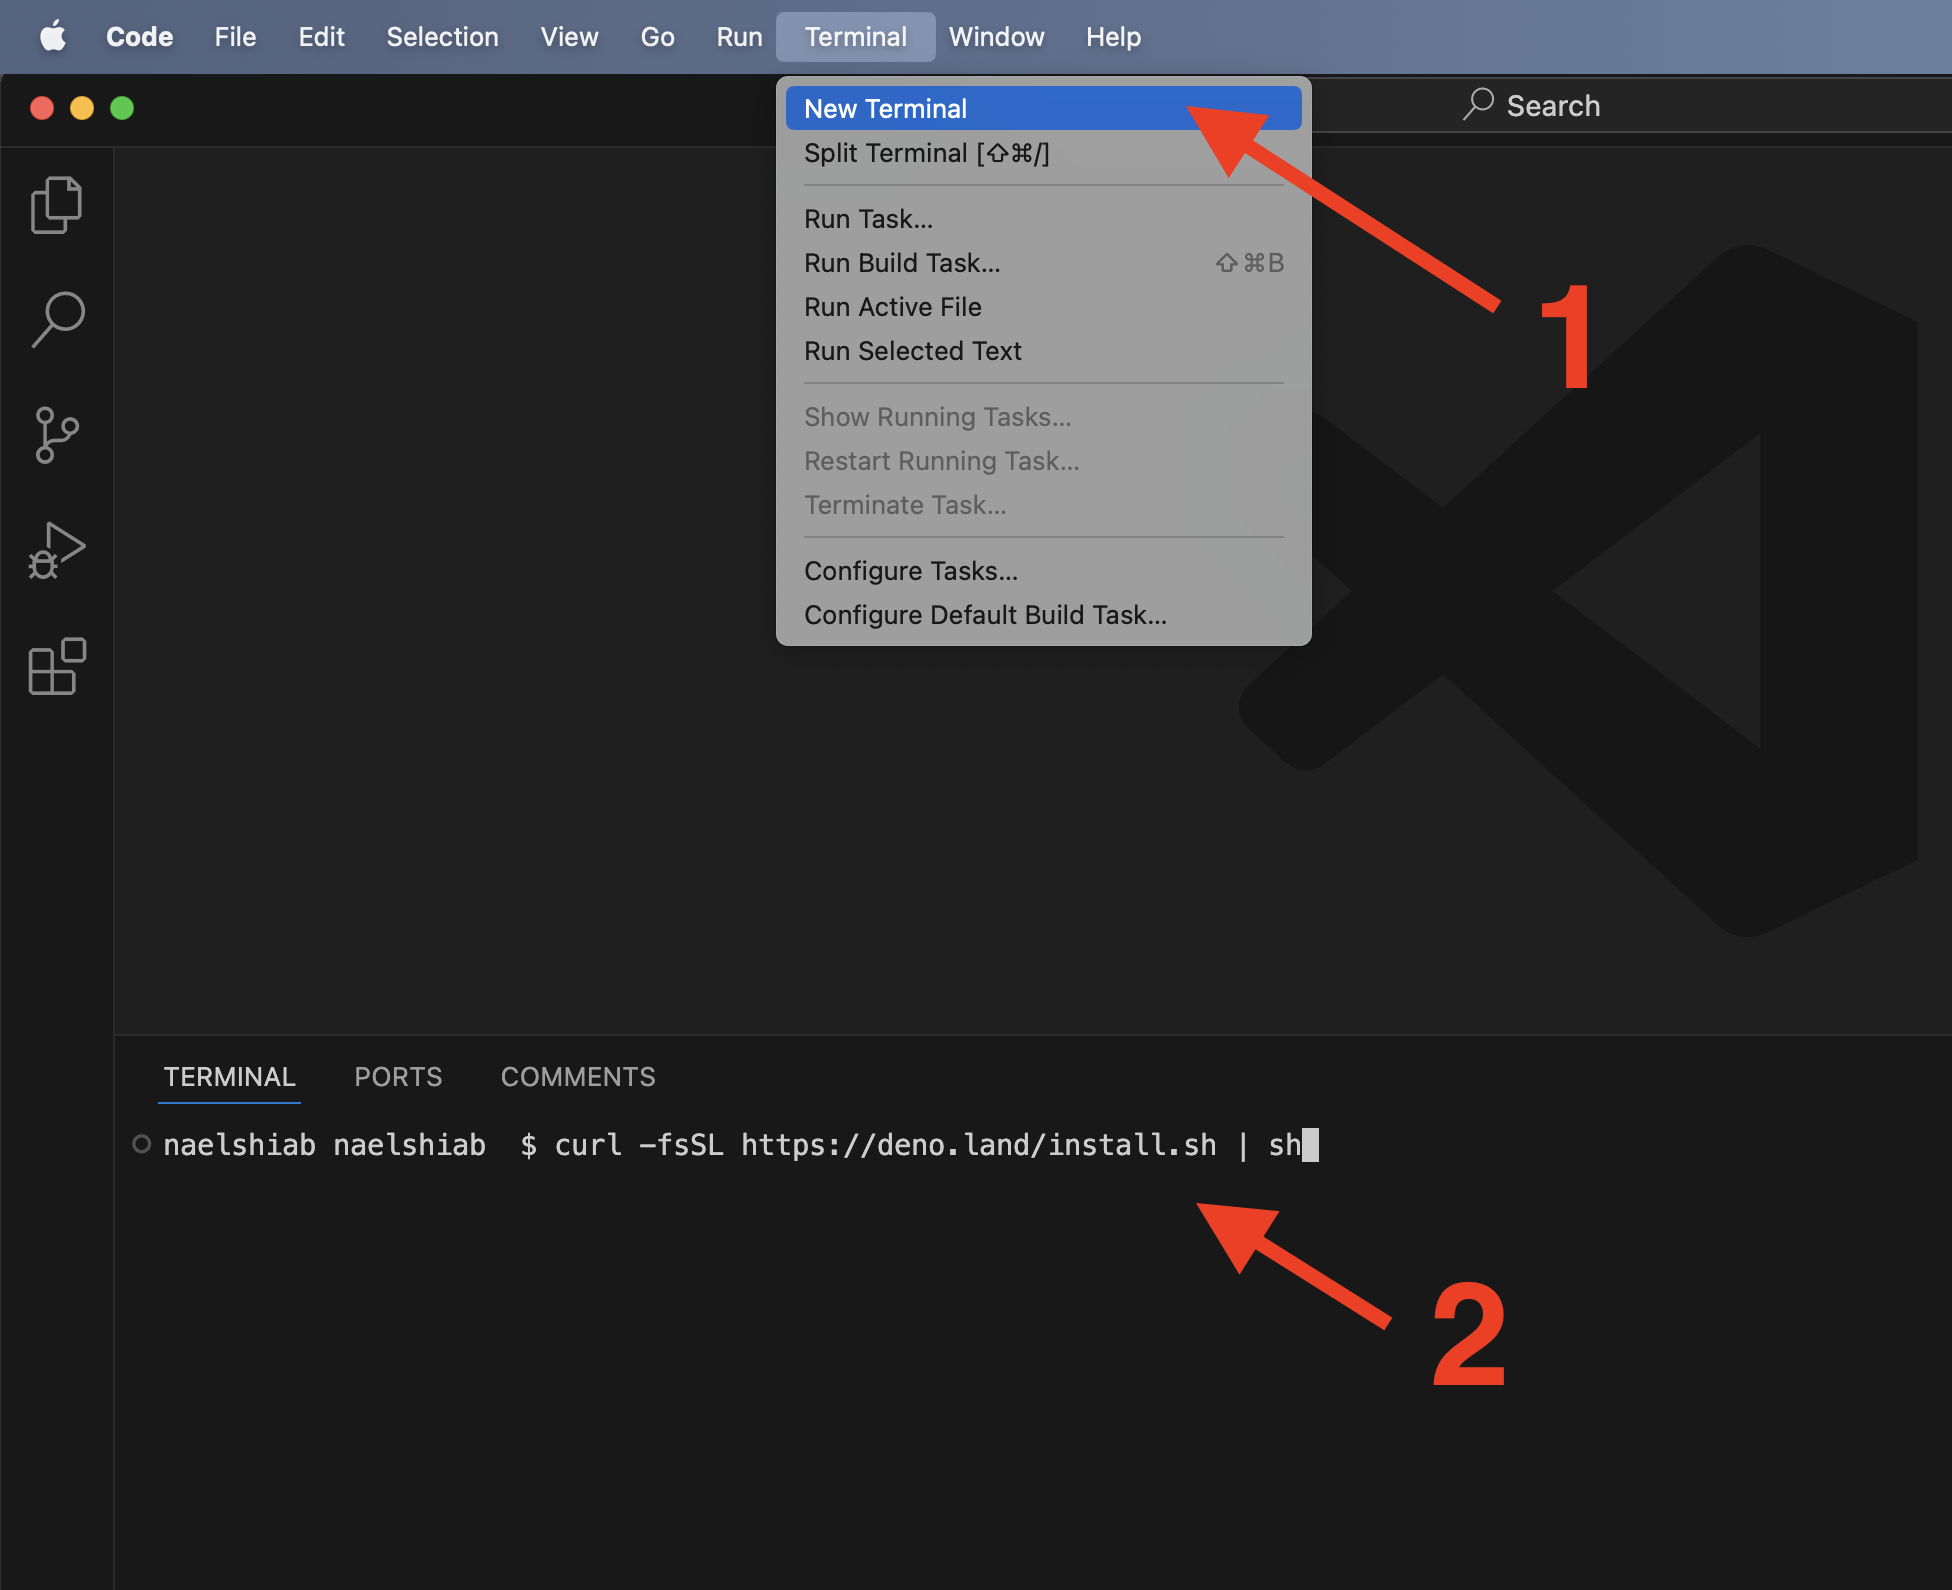 Code File Edit Selection View Go Run Terminal Window Help
Search
New Terminal
Split Terminal [⇧⌘/]
Run Task...
Run Build Task... ⇧⌘B
Run Active File
Run Selected Text
Show Running Tasks...
Restart Running Task...
Terminate Task...
Configure Tasks...
Configure Default Build Task...
1
TERMINAL PORTS COMMENTS
naelshiab naelshiab $ curl -fsSL https://deno.land/install.sh | sh
2